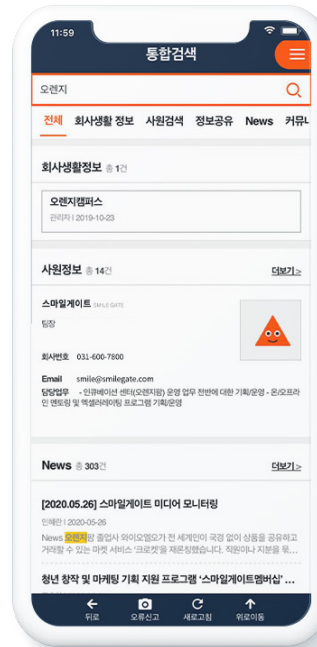 11:59
통합검색
오렌지
전체 회사생활 정보 사원검색 정보공유 News 커뮤니
회사생활정보 총 1건
오렌지캠퍼스
관리자 | 2019-10-23
사원정보 총 14건 더보기 >
스마일게이트 SMILE GATE
팀장
회사번호 031-600-7800
Email smile@smilegate.com
담당업무 - 인큐베이션 센터(오렌지팜) 운영 업무 전반에 대한 기획/운영 - 온/오프라
인 멘토링 및 엑셀러레이팅 프로그램 기획/운영
News 총 303건 더보기 >
[2020.05.26] 스마일게이트 미디어 모니터링
인혜란 | 2020-05-26
News 오렌지팜 졸업사 와이오엘오가 전 세계인이 국경 없이 상품을 공유하고
거래할 수 있는 마켓 서비스 '크로켓'을 재론칭했습니다. 직원이나 지분을 묶...
청년 창작 및 마케팅 기획 지원 프로그램 '스마일게이트멤버십' ...
뒤로 오류신고 새로고침 위로이동